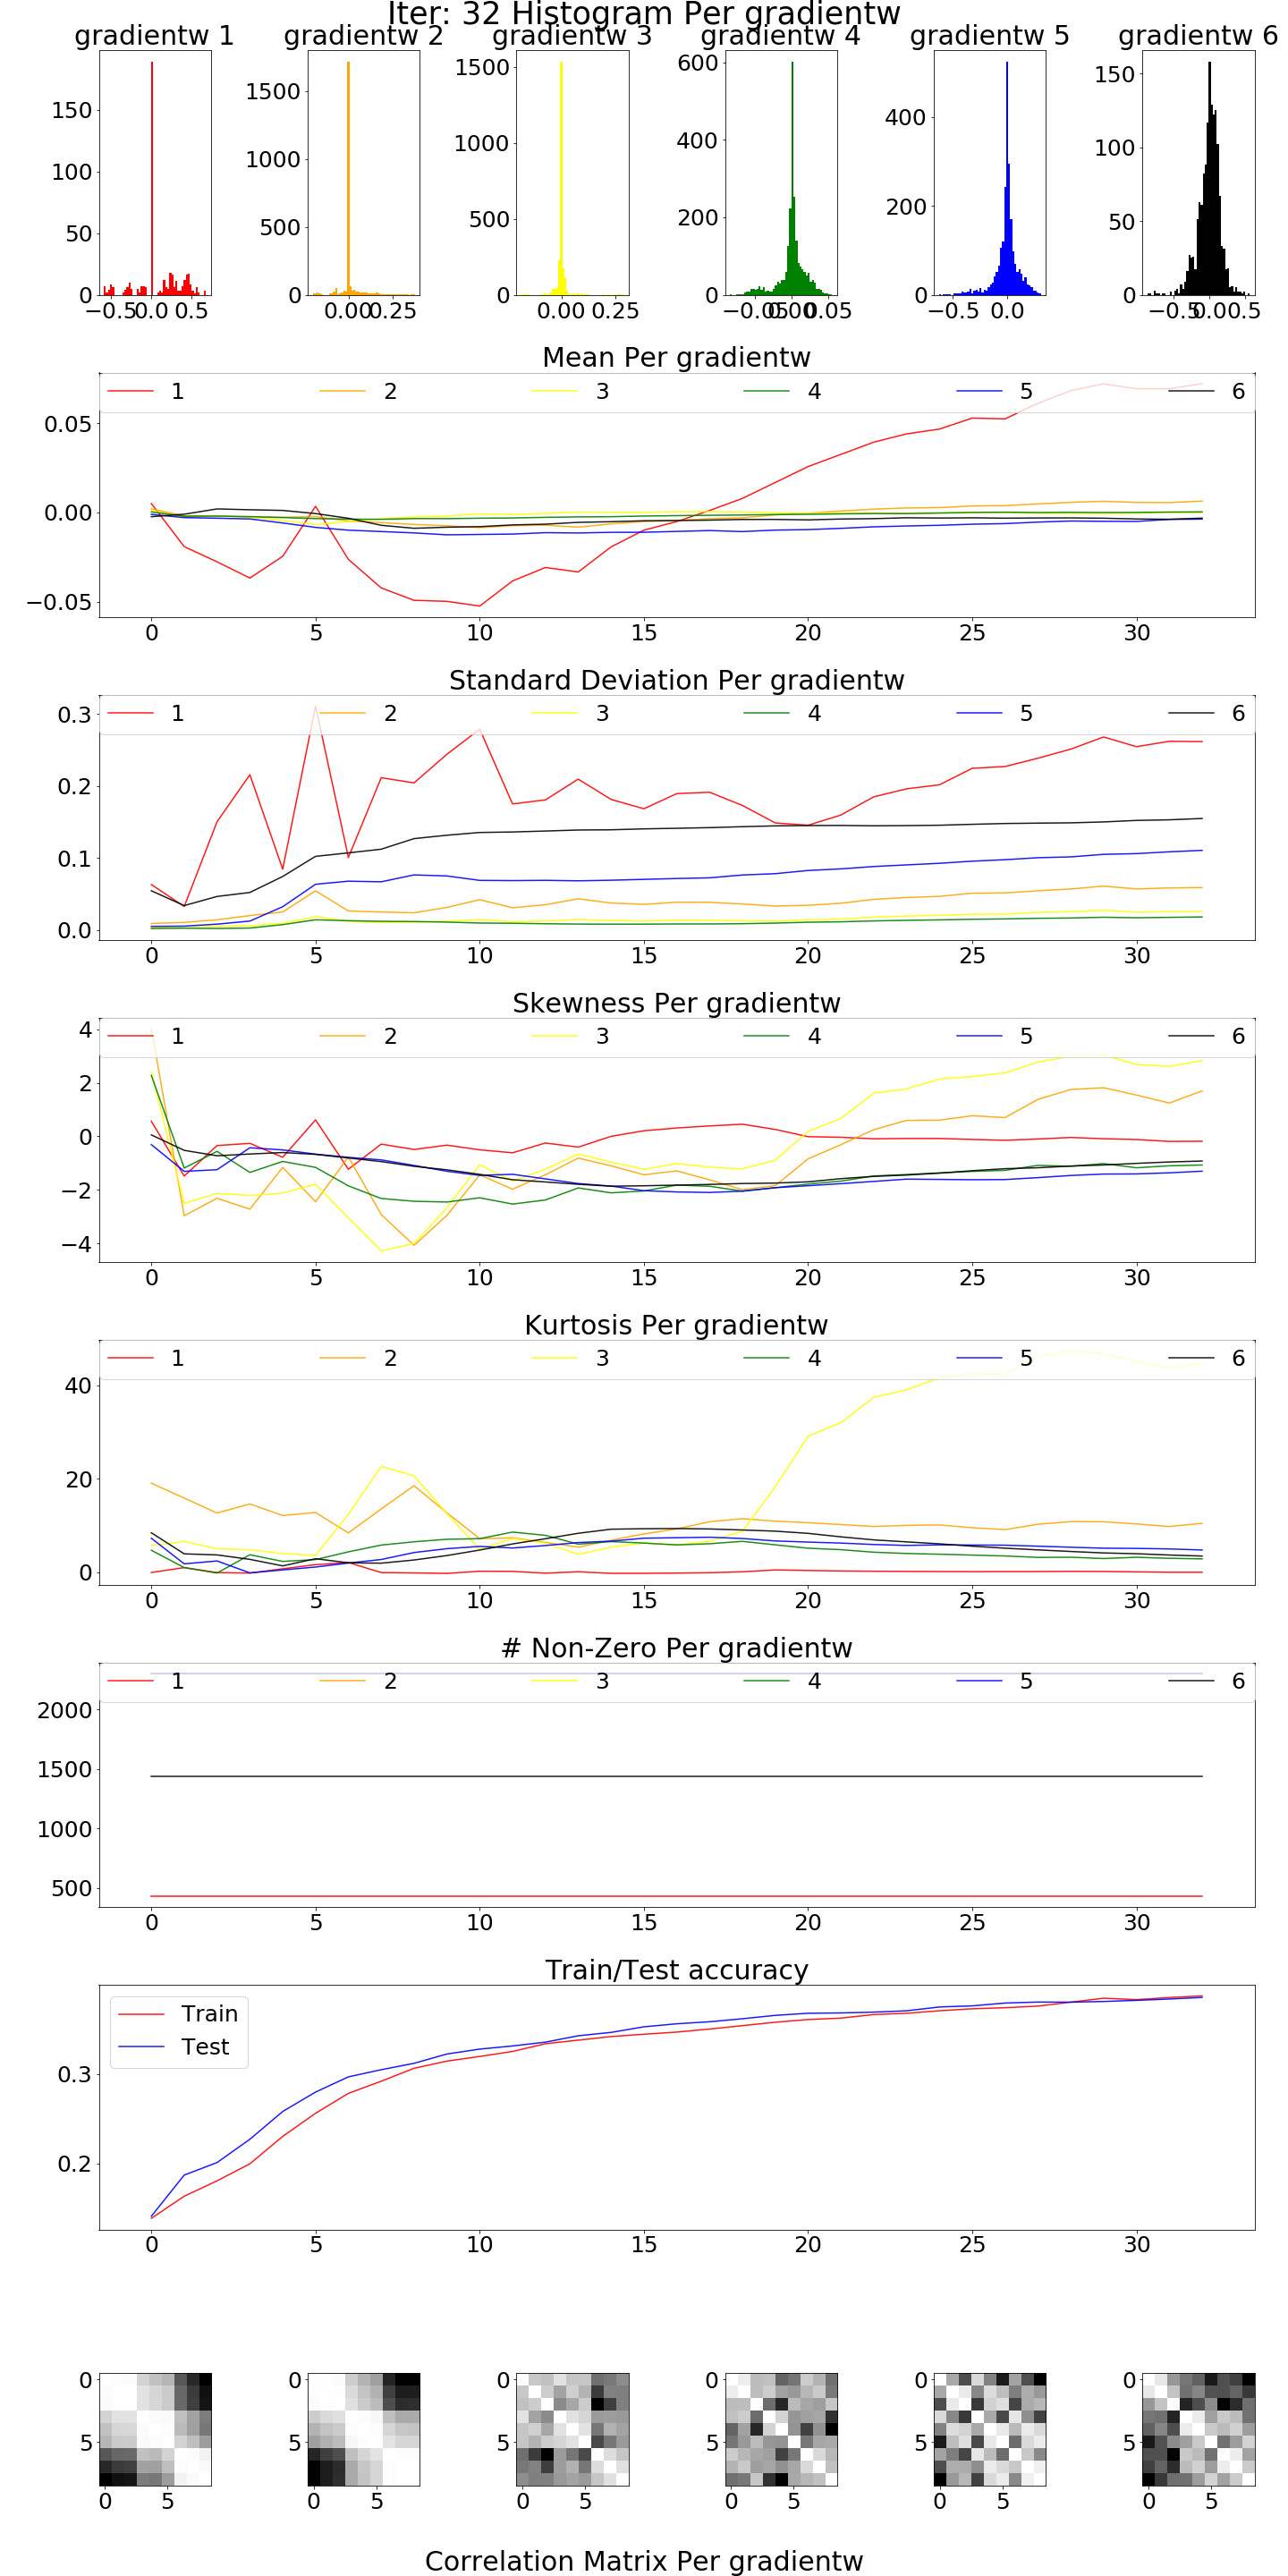 Iter: 32 Histogram Per gradientw
gradientw 1 gradientw 2 gradientw 3 gradientw 4 gradientw 5 gradientw 6
150 100 50 0
−0.5 0.0 0.5
1500 1000 500 0
0.00 0.25
1500 1000 500 0
0.00 0.25
600 400 200 0
−0.05 0.00 0.05
400 200 0
−0.5 0.0
150 100 50 0
−0.5 0.0 0.5
Mean Per gradientw
1 2 3 4 5 6
0.05
0.00
−0.05
0 5 10 15 20 25 30
Standard Deviation Per gradientw
1 2 3 4 5 6
0.3
0.2
0.1
0.0
0 5 10 15 20 25 30
Skewness Per gradientw
1 2 3 4 5 6
4
2
0
−2
−4
0 5 10 15 20 25 30
Kurtosis Per gradientw
1 2 3 4 5 6
40
20
0
0 5 10 15 20 25 30
# Non-Zero Per gradientw
1 2 3 4 5 6
2000
1500
1000
500
0 5 10 15 20 25 30
Train/Test accuracy
Train
Test
0.3
0.2
0 5 10 15 20 25 30
0 0 0 0 0 0
5 5 5 5 5 5
0 5 0 5 0 5 0 5 0 5 0 5
Correlation Matrix Per gradientw